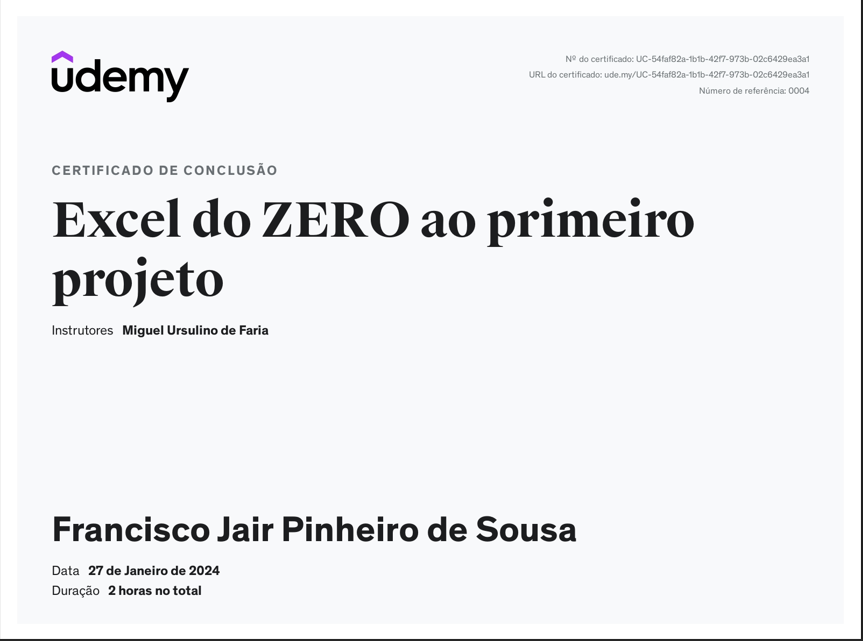 udemy
Nº do certificado: UC-54faf82a-1b1b-42f7-973b-02c6429ea3a1
URL do certificado: ude.my/UC-54faf82a-1b1b-42f7-973b-02c6429ea3a1
Número de referência: 0004
CERTIFICADO DE CONCLUSÃO
Excel do ZERO ao primeiro
projeto
Instrutores Miguel Ursulino de Faria
Francisco Jair Pinheiro de Sousa
Data 27 de Janeiro de 2024
Duração 2 horas no total